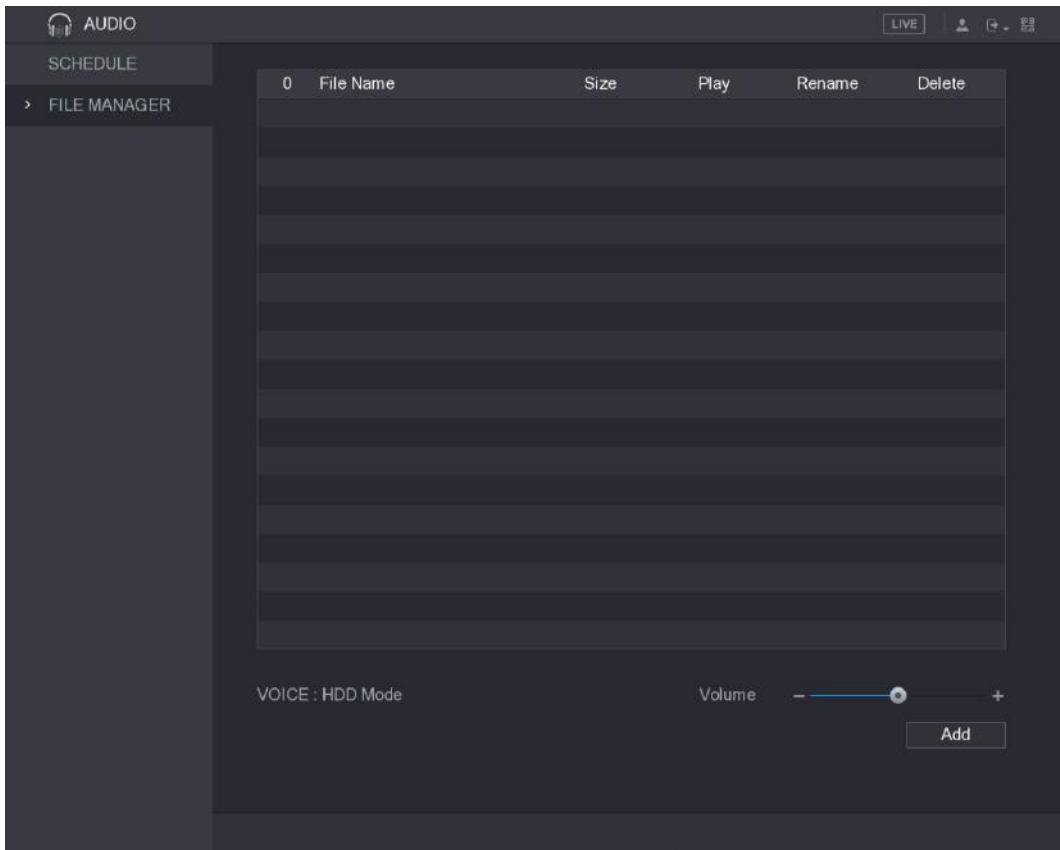 AUDIO LIVE
SCHEDULE
FILE MANAGER
0 File Name Size Play Rename Delete
VOICE : HDD Mode Volume - +
Add